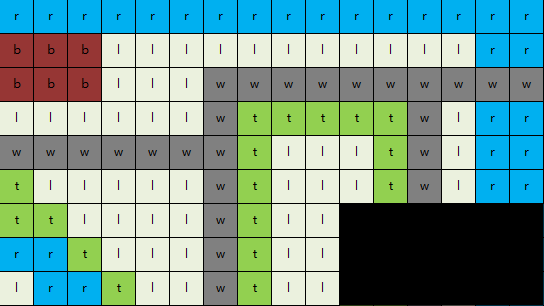 r r r r r r r r r r r r r r r r
b b b l l l l l l l l l l l r r
b b b l l l w w w w w w w w w w
l l l l l l w t t t t t w l r r
w w w w w w w t l l l t w l r r
t l l l l l w t l l l t w l r r
t t l l l l w t l l
r r t l l l w t l l
l r r t l l w t l l